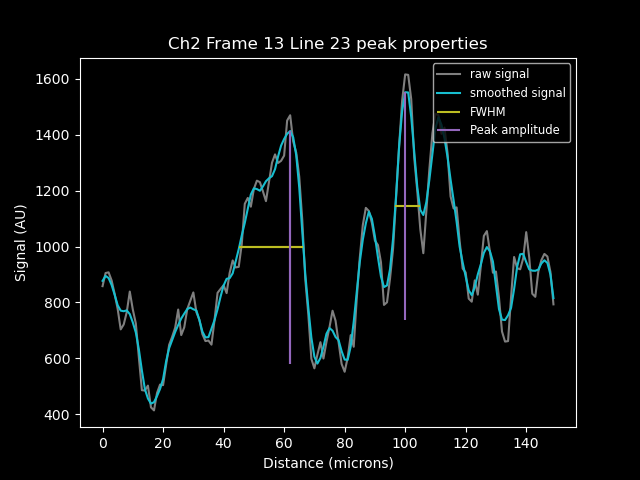 Ch2 Frame 13 Line 23 peak properties
raw signal
smoothed signal
FWHM
Peak amplitude
Signal (AU)
1600
1400
1200
1000
800
600
400
0 20 40 60 80 100 120 140
Distance (microns)